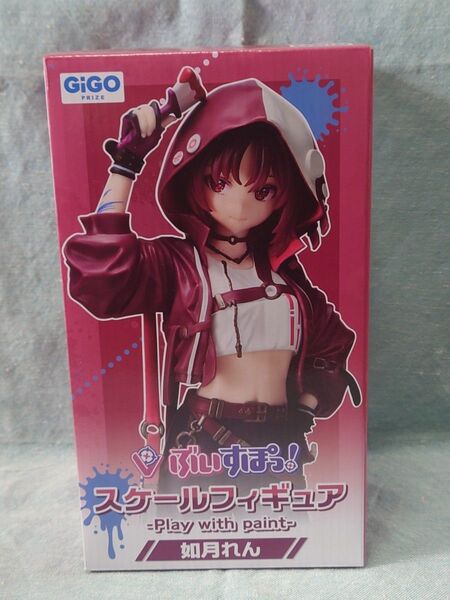 GiGO
PRIZE
ぶいすぽっ!
スケールフィギュア
-Play with paint-
如月れん